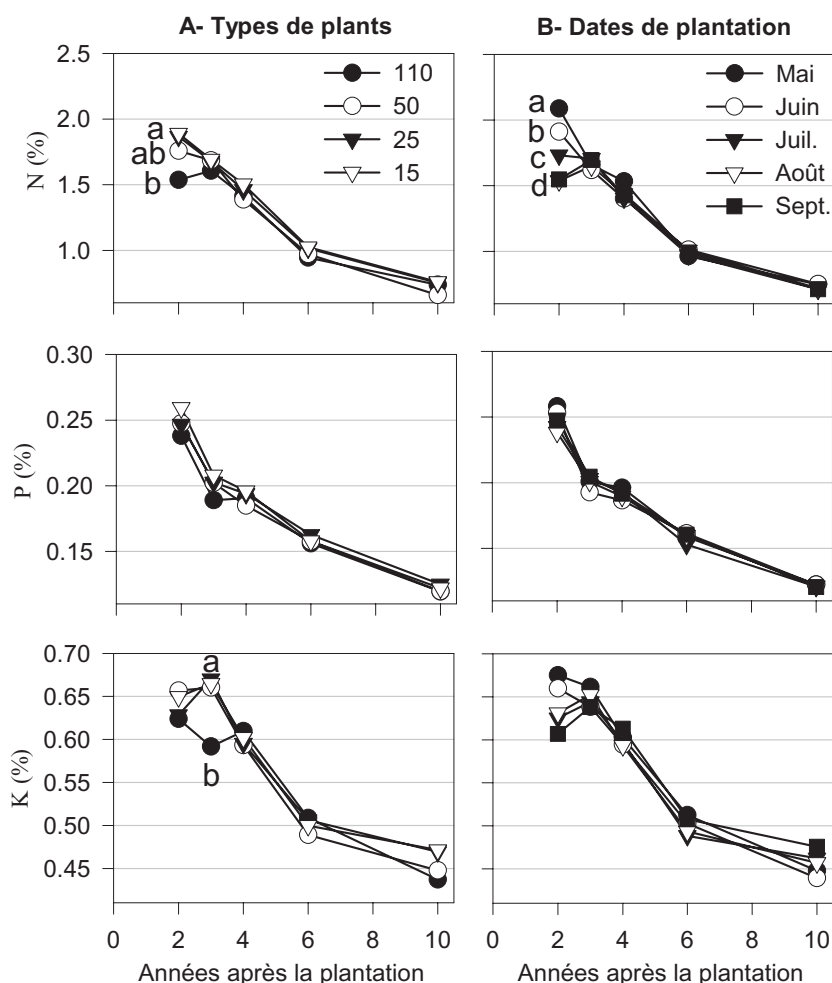 A- Types de plants
B- Dates de plantation
N (%)
2.5
2.0
1.5
1.0
a
ab
b
110
50
25
15
a
b
c
d
Mai
Juin
Juil.
Août
Sept.
P (%)
0.30
0.25
0.20
0.15
K (%)
0.70
0.65
0.60
0.55
0.50
0.45
a
b
0 2 4 6 8 10
0 2 4 6 8 10
Années après la plantation
Années après la plantation